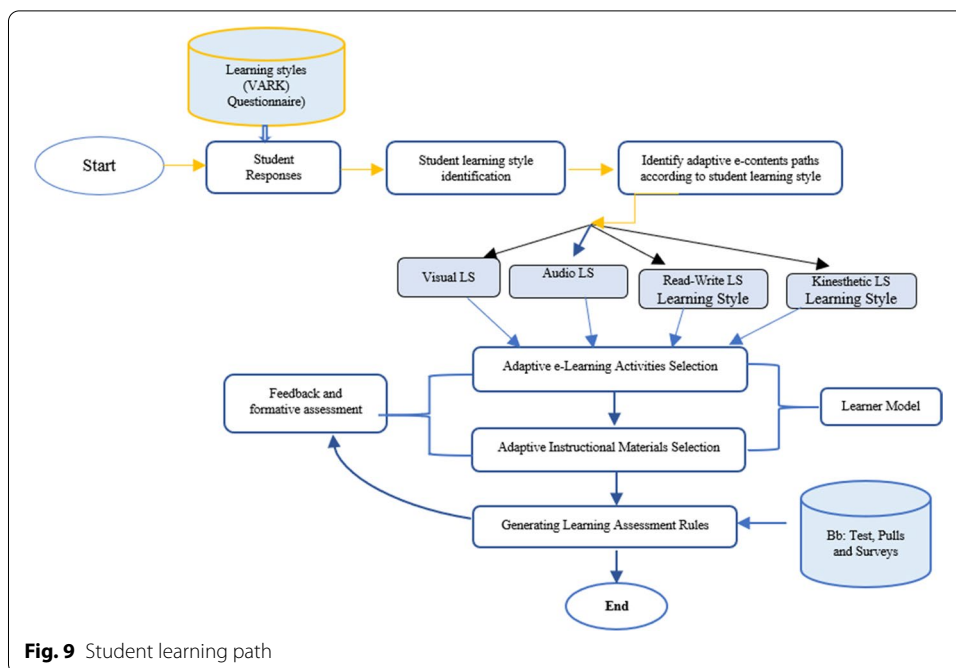 Learning styles
(VARK)
Questionnaire)
Start
Student
Responses
Student learning style
identification
Identify adaptive e-contents paths
according to student learning style
Visual LS
Audio LS
Read-Write LS
Learning Style
Kinesthetic LS
Learning Style
Adaptive e-Learning Activities Selection
Feedback and
formative assessment
Learner Model
Adaptive Instructional Materials Selection
Generating Learning Assessment Rules
Bb: Test, Pulls
and Surveys
End
Fig. 9 Student learning path